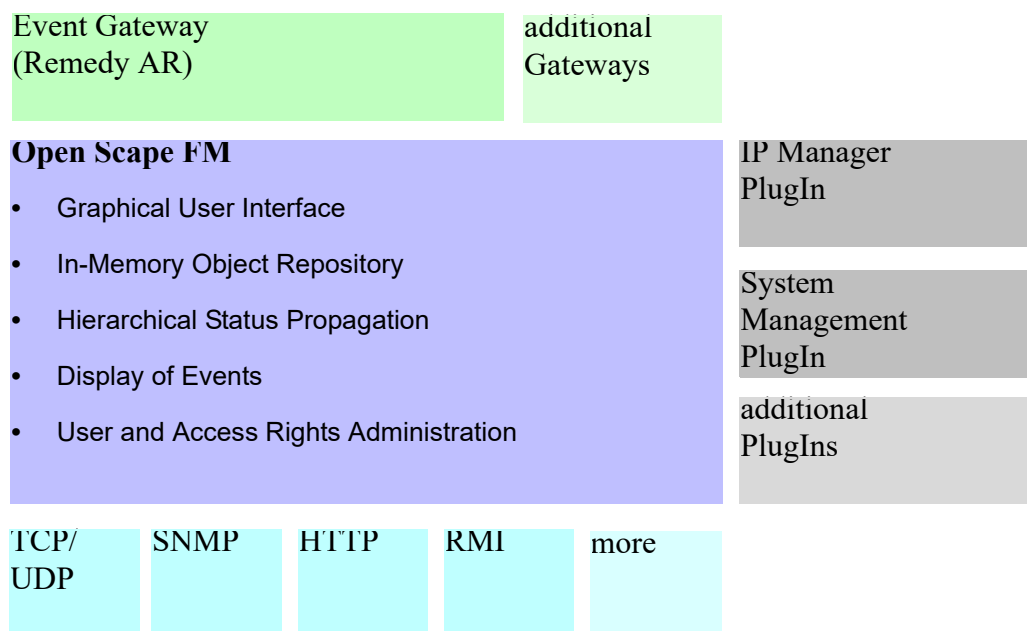 Event Gateway
(Remedy AR)
additional
Gateways
Open Scape FM
• Graphical User Interface
• In-Memory Object Repository
• Hierarchical Status Propagation
• Display of Events
• User and Access Rights Administration
IP Manager
PlugIn
System
Management
PlugIn
additional
PlugIns
TCP/
UDP
SNMP
HTTP
RMI
more